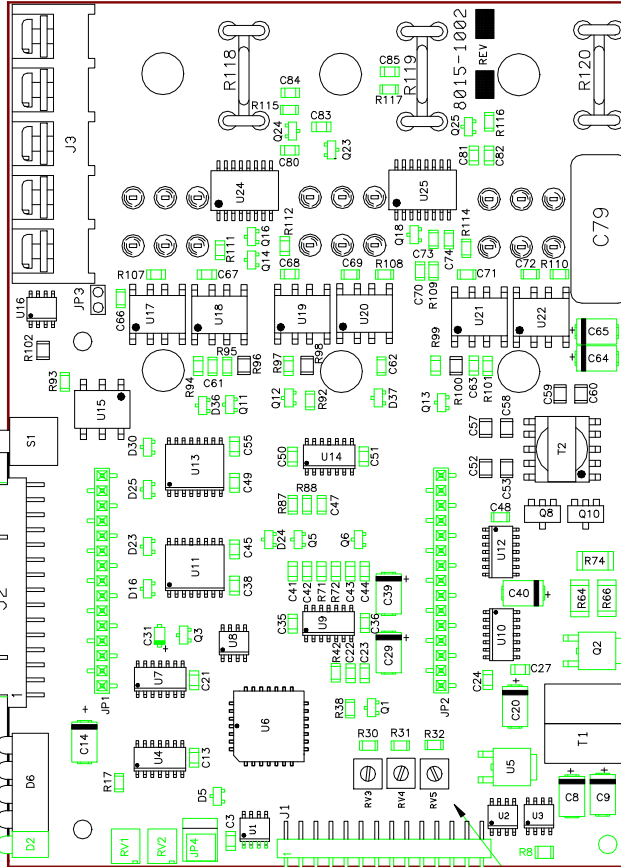 R118
R119
8015-1002
REV
R120
C85
R117
C84
R115
C83
Q24
Q23
C80
Q25
R116
C81
C82
J3
U24
U25
C79
R112
Q16
Q14
R111
Q18
R114
C73
C74
R107
C67
C68
C69
R108
C70
R109
C71
C72
R110
U16
JP3
C66
U17
U18
U19
U20
U21
U22
C65
C64
R102
R93
R94
R95
C61
R96
R97
R98
C62
R99
R100
C63
R101
U15
D36
Q11
Q12
R92
D37
Q13
C59
C60
S1
D30
U13
C55
C50
U14
C51
C57
C58
T2
C52
C53
D25
C49
R88
R87
C47
C48
Q8
Q10
D23
U11
C45
D24
Q5
Q6
U12
R74
J2
D16
C38
C41
C42
R71
R72
C43
C44
C39
C40
R64
R66
C31
Q3
U8
C35
U9
C36
U10
Q2
C29
U7
C21
R42
C22
C23
C24
C27
1
JP1
JP2
R38
Q1
C20
C14
U6
T1
U4
C13
R30
R31
R32
U5
D6
R17
RV3
RV4
RV5
D5
C8
C9
D2
RV1
RV2
JP4
C3
U1
J1
U2
U3
1
R8